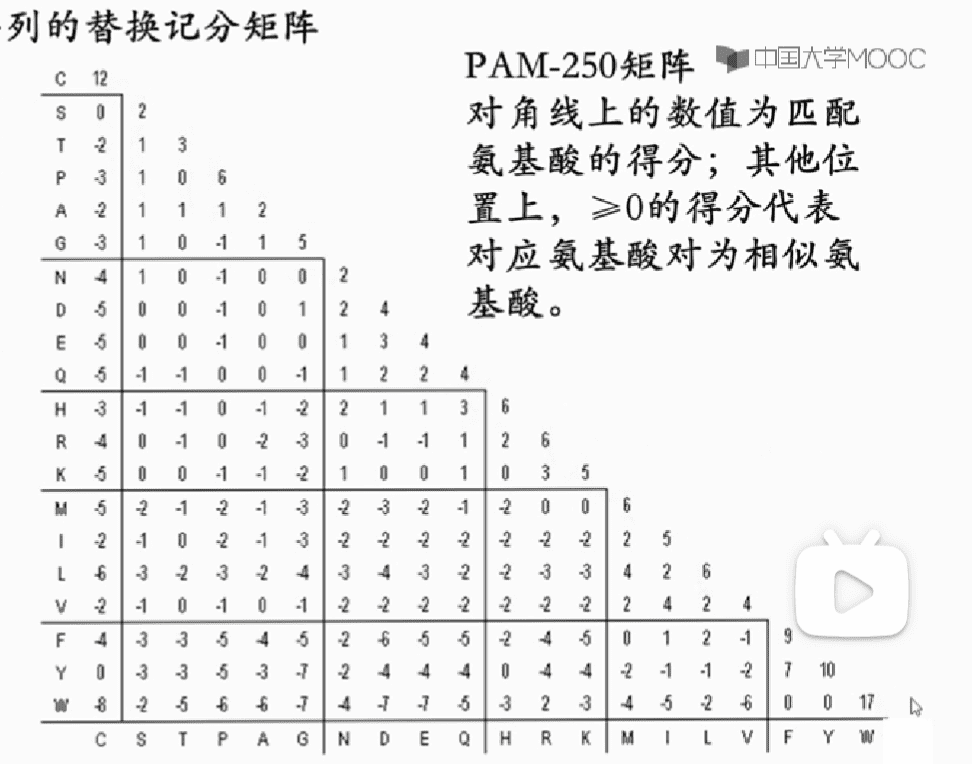 列的替换记分矩阵
PAM-250矩阵
中国大学MOOC
对角线上的数值为匹配
氨基酸的得分；其他位
置上，≥0的得分代表
对应氨基酸对为相似氨
基酸。
C 12
S 0 2
T -2 1 3
P -3 1 0 6
A -2 1 1 1 2
G -3 1 0 -1 1 5
N -4 1 0 -1 0 0 2
D -5 0 0 -1 0 1 2 4
E -5 0 0 -1 0 0 1 3 4
Q -5 -1 -1 0 0 -1 1 2 2 4
H -3 -1 -1 0 -1 -2 2 1 1 3 6
R -4 0 -1 0 -2 -3 0 -1 -1 1 2 6
K -5 0 0 -1 -1 -2 1 0 0 1 0 3 5
M -5 -2 -1 -2 -1 -3 -2 -3 -2 -1 -2 0 0 6
I -2 -1 0 -2 -1 -3 -2 -2 -2 -2 -2 -2 -2 2 5
L -6 -3 -2 -3 -2 -4 -3 -4 -3 -2 -2 -3 -3 4 2 6
V -2 -1 0 -1 0 -1 -2 -2 -2 -2 -2 -2 -2 2 4 2 4
F -4 -3 -3 -5 -4 -5 -2 -6 -5 -5 -2 -4 -5 0 1 2 -1 9
Y 0 -3 -3 -5 -3 -7 -2 -4 -4 -4 0 -4 -4 -2 -1 -1 -2 7 10
W -8 -2 -5 -6 -6 -7 -4 -7 -7 -5 -3 2 -3 -4 -5 -2 -6 0 0 17
C S T P A G N D E Q H R K M I L V F Y W